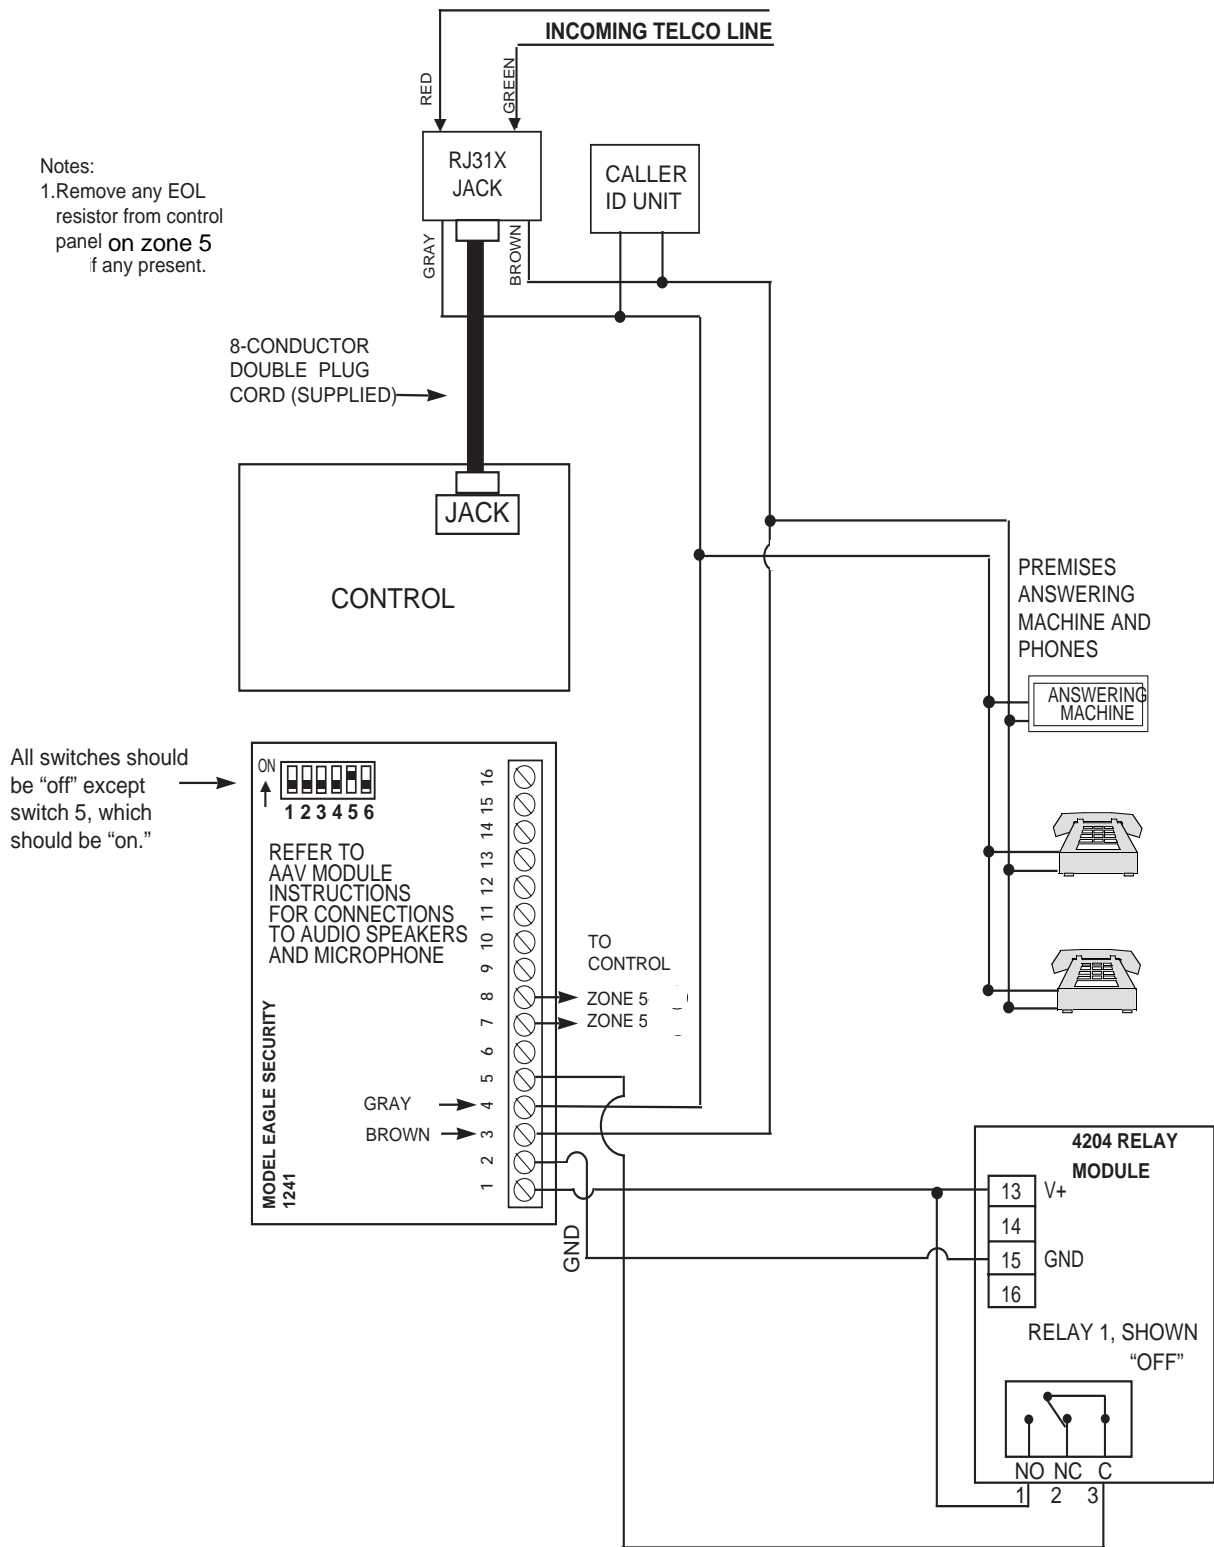 INCOMING TELCO LINE
RED
GREEN
Notes:
1.Remove any EOL
resistor from control
panel on zone 5
if any present.
RJ31X
JACK
CALLER
ID UNIT
GRAY
BROWN
8-CONDUCTOR
DOUBLE PLUG
CORD (SUPPLIED)
JACK
CONTROL
PREMISES
ANSWERING
MACHINE AND
PHONES
ANSWERING
MACHINE
All switches should
be “off” except
switch 5, which
should be “on.”
ON
1 2 3 4 5 6
REFER TO
AAV MODULE
INSTRUCTIONS
FOR CONNECTIONS
TO AUDIO SPEAKERS
AND MICROPHONE
MODEL EAGLE SECURITY
1241
16
15
14
13
12
11
10
9
8
7
6
5
4
3
2
1
TO
CONTROL
ZONE 5
ZONE 5
GRAY
BROWN
GND
4204 RELAY
MODULE
13 V+
14
15 GND
16
RELAY 1, SHOWN
“OFF”
NO NC C
1 2 3